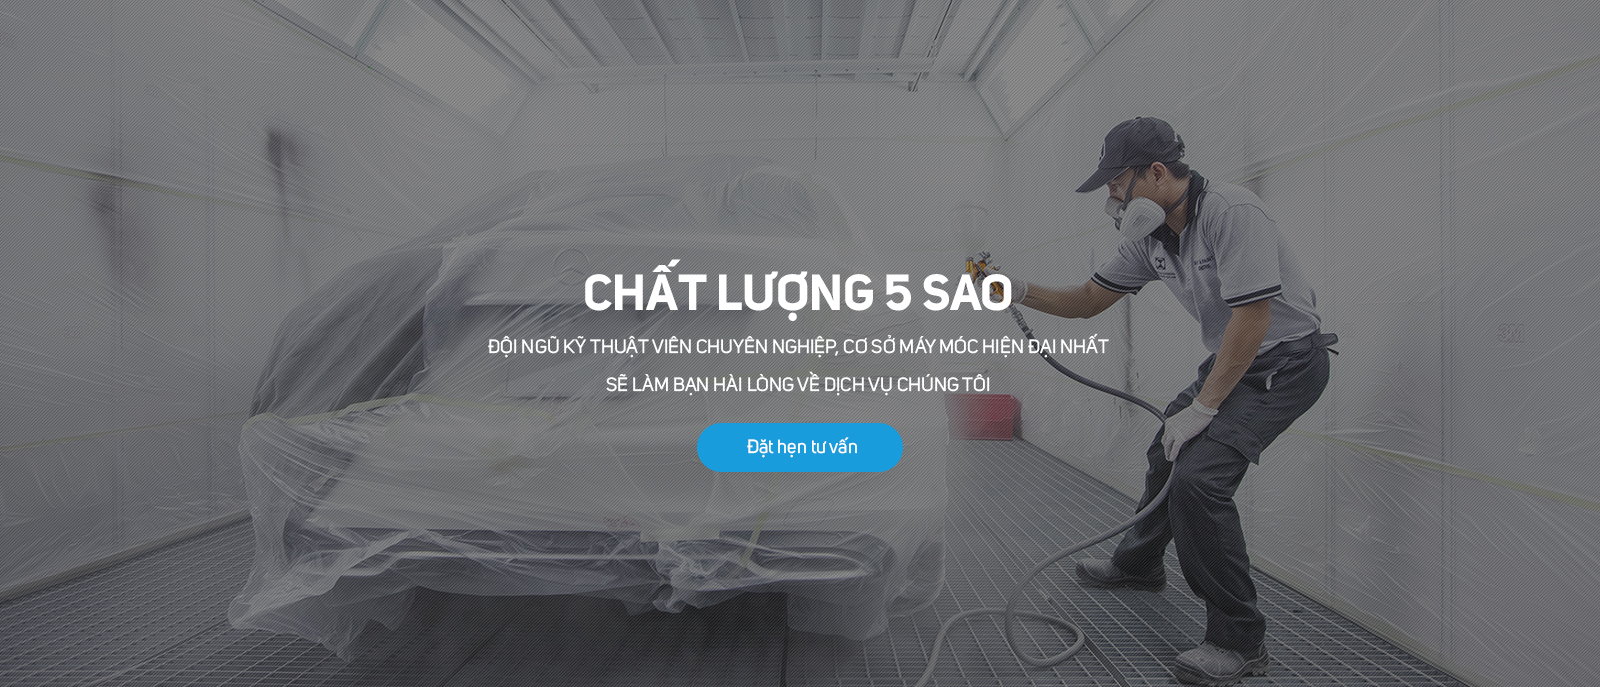 CHẤT LƯỢNG 5 SAO
ĐỘI NGŨ KỸ THUẬT VIÊN CHUYÊN NGHIỆP, CƠ SỞ MÁY MÓC HIỆN ĐẠI NHẤT
SẼ LÀM BẠN HÀI LÒNG VỀ DỊCH VỤ CHÚNG TÔI
Đặt hẹn tư vấn
3M